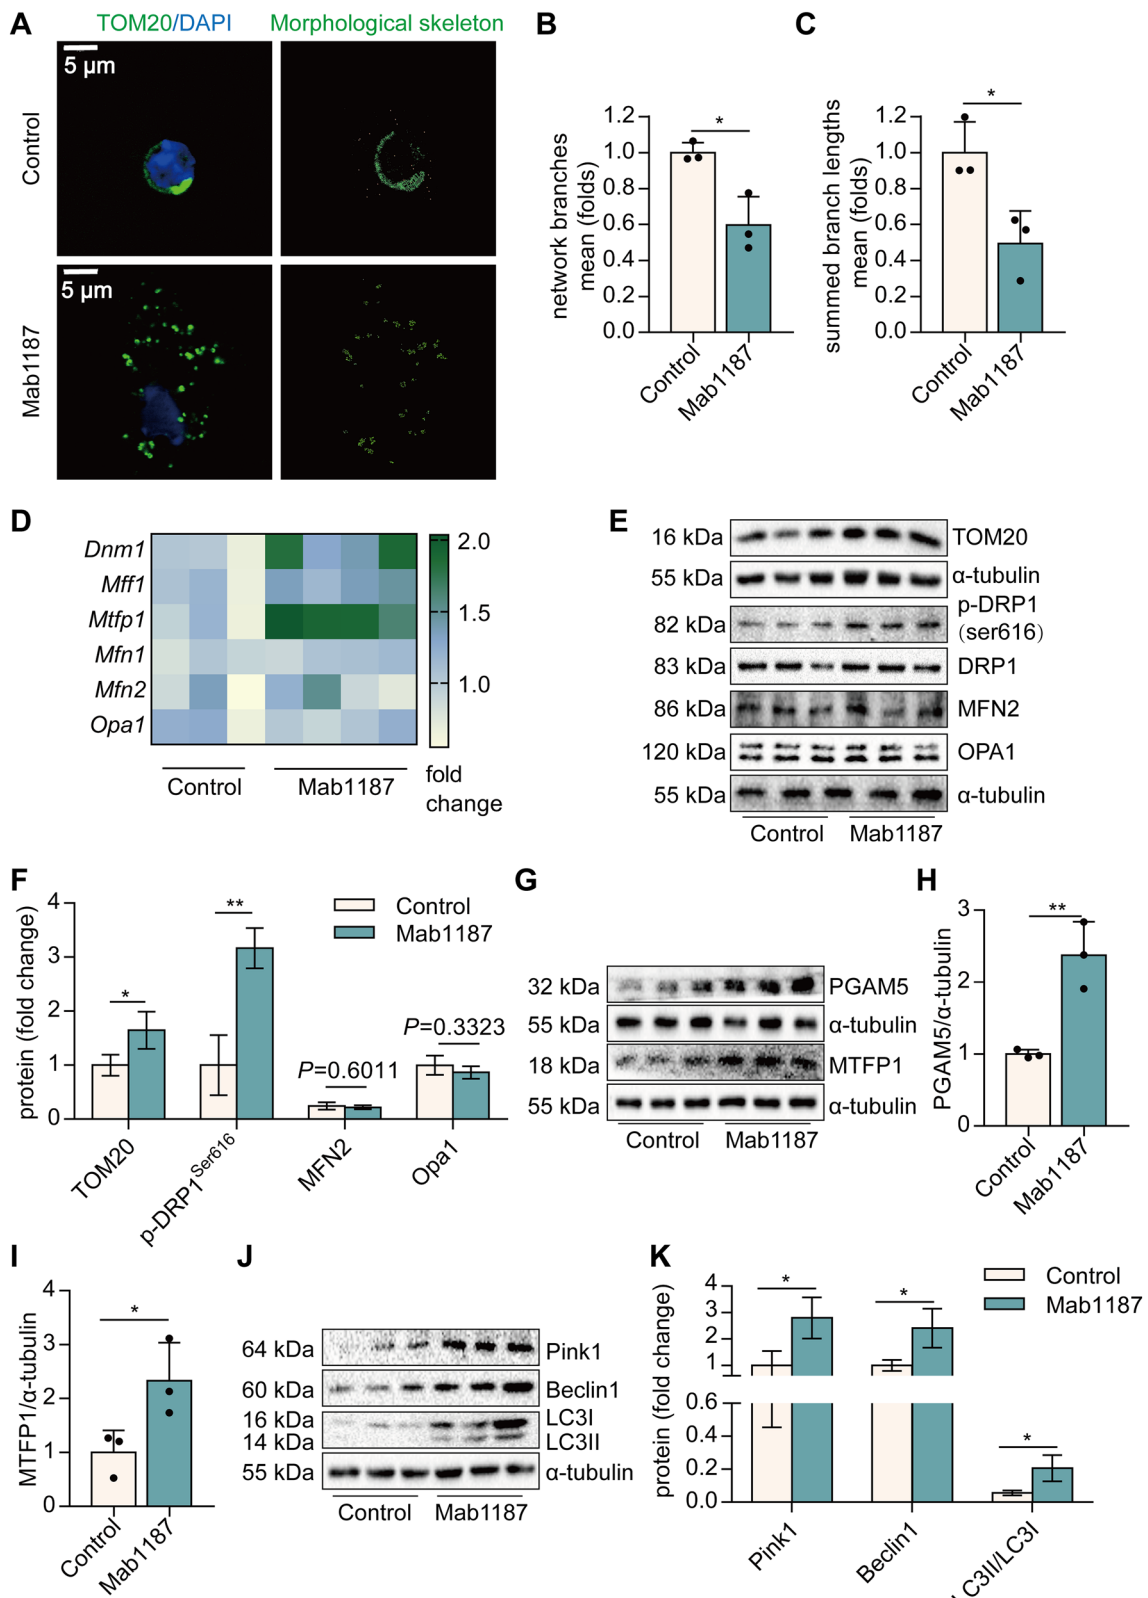 A
TOM20/DAPI
Morphological skeleton
5 µm
Control
5 µm
Mab1187
B
network branches
mean (folds)
1.2
1.0
0.8
0.6
0.4
0.2
0.0
*
Control
Mab1187
C
summed branch lengths
mean (folds)
1.2
1.0
0.8
0.6
0.4
0.2
0.0
*
Control
Mab1187
D
Dnm1
Mff1
Mtfp1
Mfn1
Mfn2
Opa1
2.0
1.5
1.0
Control
Mab1187
fold
change
E
16 kDa
TOM20
55 kDa
α-tubulin
82 kDa
p-DRP1
(ser616)
83 kDa
DRP1
86 kDa
MFN2
120 kDa
OPA1
55 kDa
α-tubulin
Control
Mab1187
F
protein (fold change)
4
3
2
1
0
*
**
P=0.6011
P=0.3323
Control
Mab1187
TOM20
p-DRP1Ser616
MFN2
Opa1
G
32 kDa
PGAM5
55 kDa
α-tubulin
18 kDa
MTFP1
55 kDa
α-tubulin
Control
Mab1187
H
PGAM5/α-tubulin
3
2
1
0
**
Control
Mab1187
I
MTFP1/α-tubulin
4
3
2
1
0
*
Control
Mab1187
J
64 kDa
Pink1
60 kDa
Beclin1
16 kDa
LC3I
14 kDa
LC3II
55 kDa
α-tubulin
Control
Mab1187
K
protein (fold change)
4
3
2
1
0.6
0.4
0.2
0.0
*
*
*
Control
Mab1187
Pink1
Beclin1
LC3II/LC3I